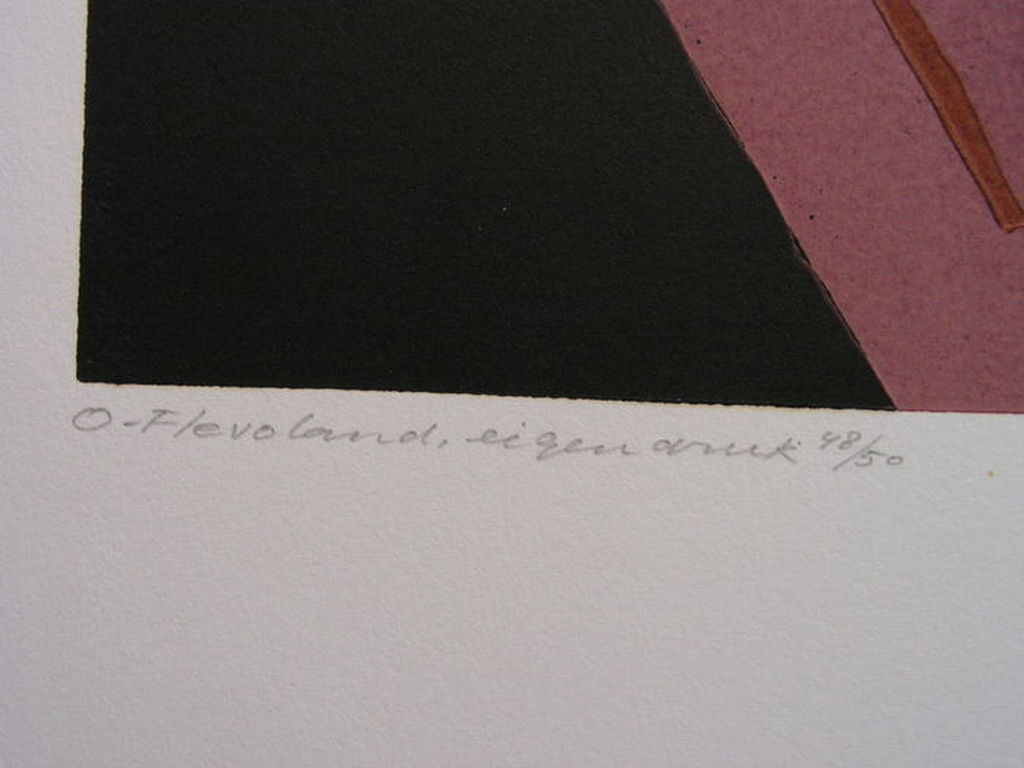 O-Flevoland, eigen druk 48/50